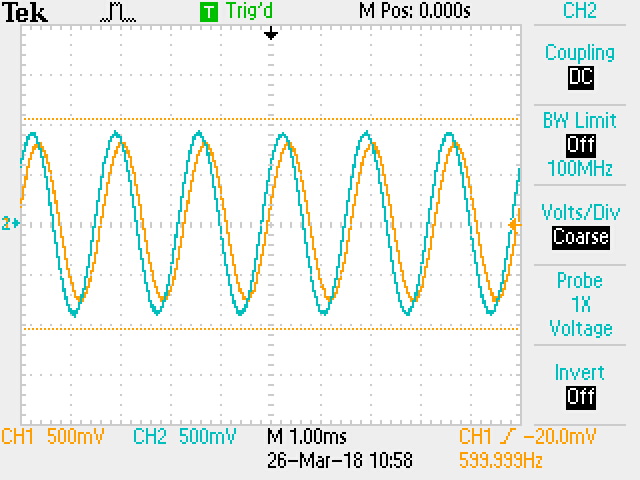 Tek T Trig'd M Pos: 0.000s CH2
Coupling
DC
BW Limit
Off
100MHz
2
Volts/Div
Coarse
Probe
1X
Voltage
Invert
Off
CH1 500mV CH2 500mV M 1.00ms CH1 −20.0mV
26−Mar−18 10:58 599.999Hz